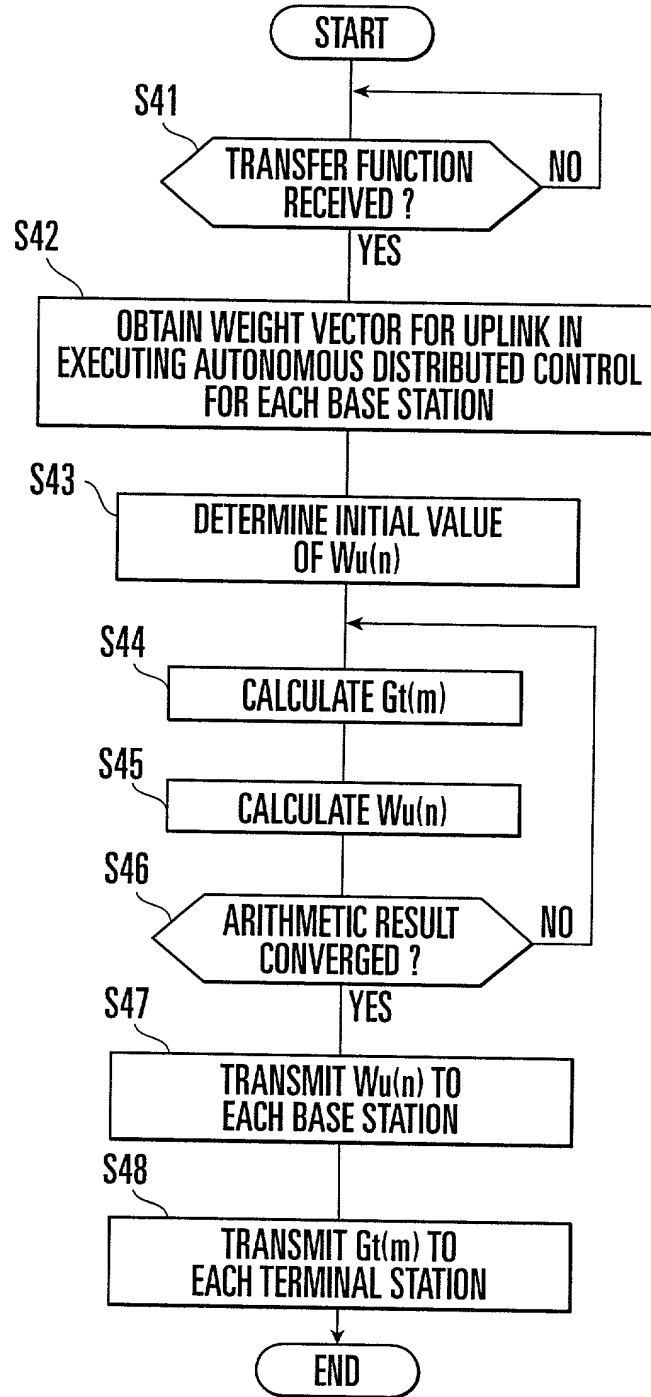 START
S41
TRANSFER FUNCTION
RECEIVED ?
NO
YES
S42
OBTAIN WEIGHT VECTOR FOR UPLINK IN
EXECUTING AUTONOMOUS DISTRIBUTED CONTROL
FOR EACH BASE STATION
S43
DETERMINE INITIAL VALUE
OF Wu(n)
S44
CALCULATE Gt(m)
S45
CALCULATE Wu(n)
S46
ARITHMETIC RESULT
CONVERGED ?
NO
YES
S47
TRANSMIT Wu(n) TO
EACH BASE STATION
S48
TRANSMIT Gt(m) TO
EACH TERMINAL STATION
END